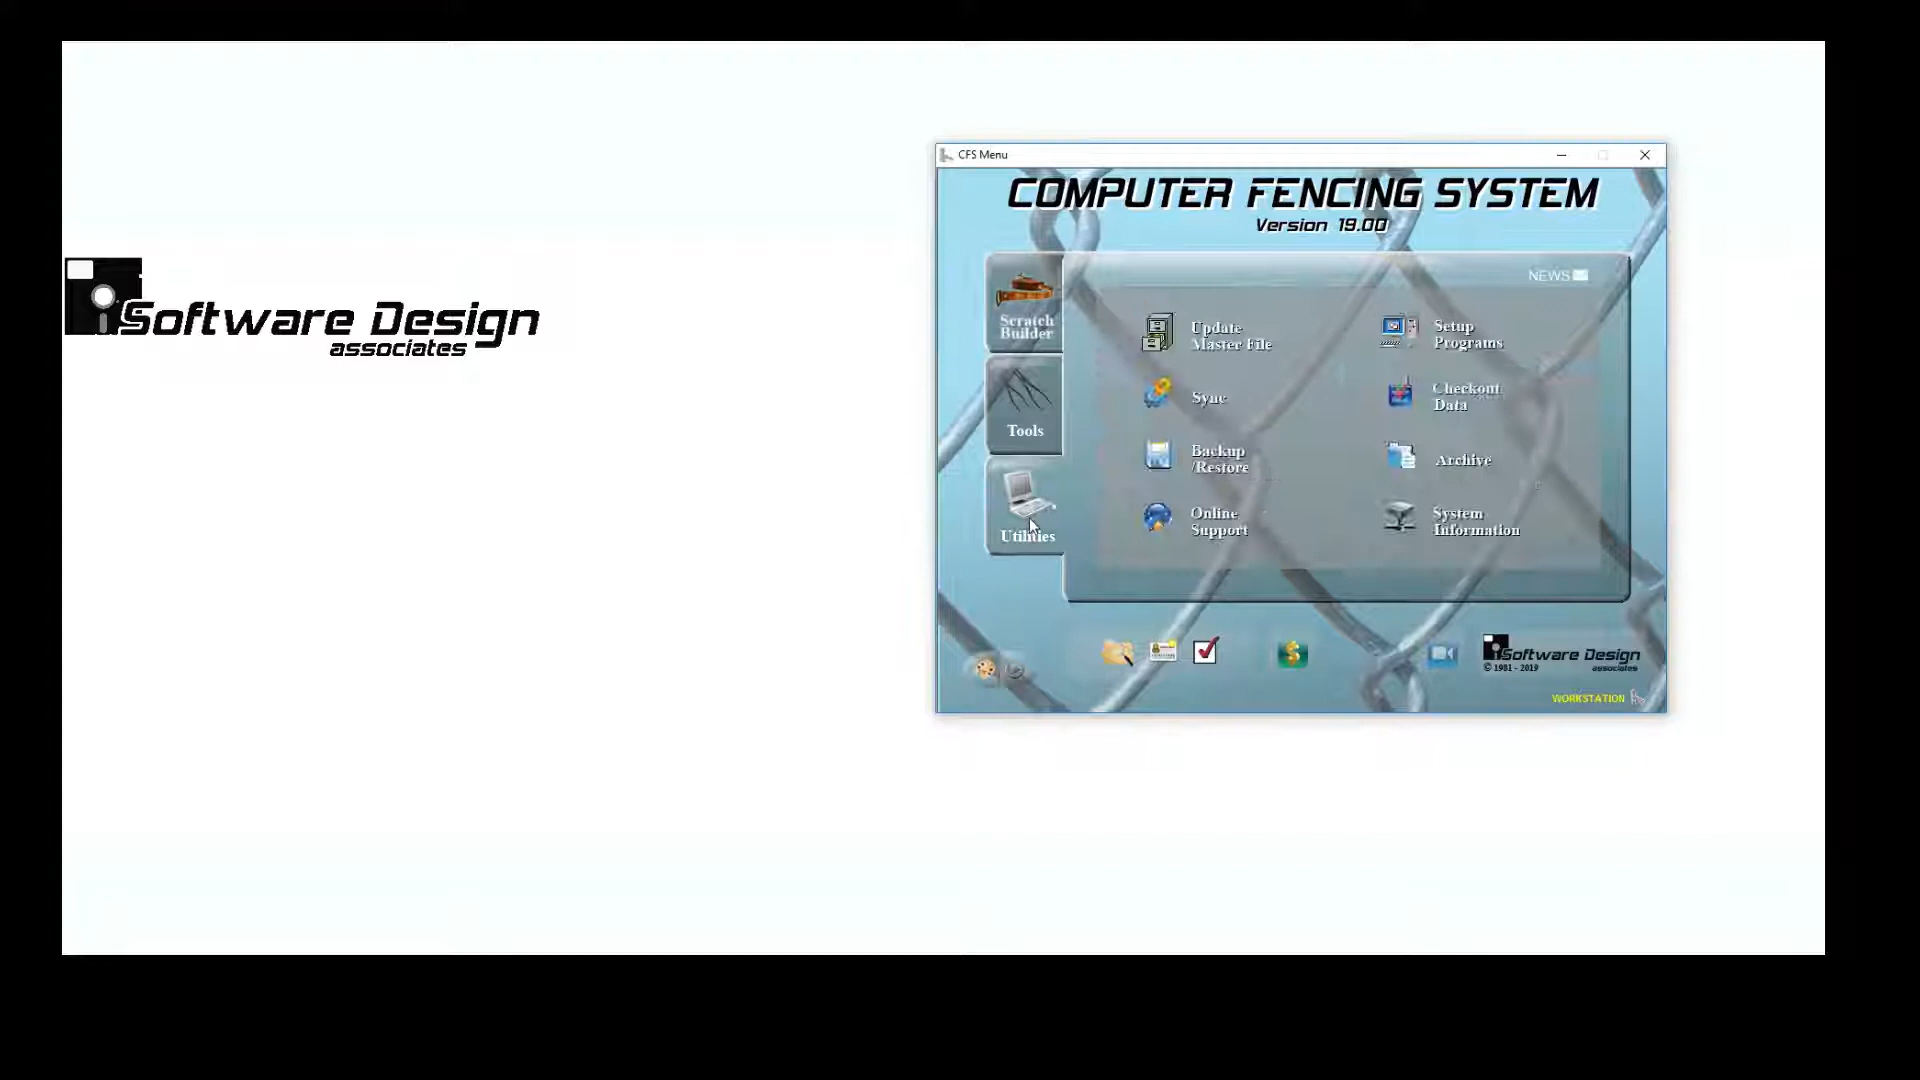 Software Design
associates
CFS Menu
COMPUTER FENCING SYSTEM
Version 19.00
NEWS
Scratch
Builder
Tools
Utilities
Update
Master File
Setup
Programs
Sync
Checkout
Data
Backup
/Restore
Archive
Online
Support
System
Information
Software Design
© 1981 - 2019
associates
WORKSTATION